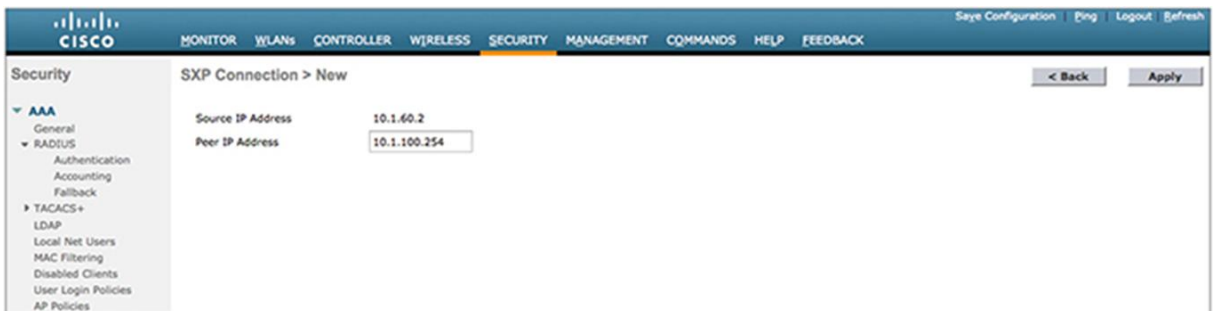 Save Configuration | Ping | Logout | Refresh
CISCO
MONITOR WLANs CONTROLLER WIRELESS SECURITY MANAGEMENT COMMANDS HELP FEEDBACK
Security
SXP Connection > New
< Back
Apply
AAA
General
RADIUS
Authentication
Accounting
Fallback
TACACS+
LDAP
Local Net Users
MAC Filtering
Disabled Clients
User Login Policies
AP Policies
Source IP Address 10.1.60.2
Peer IP Address 10.1.100.254